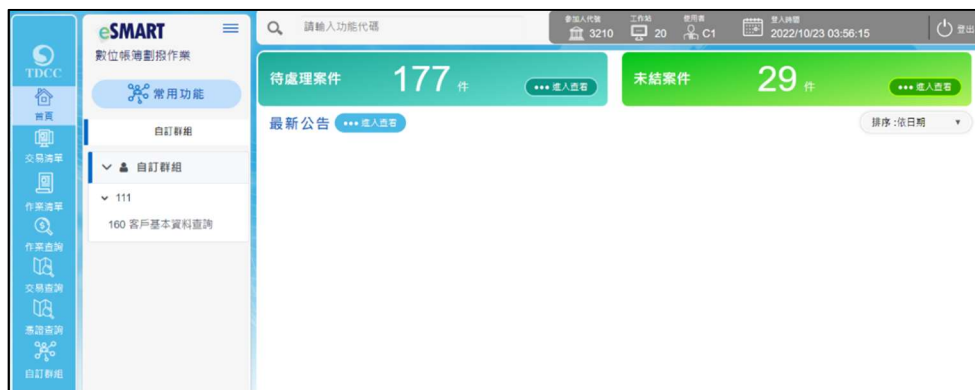 TDCC
首頁
交易清單
作業清單
作業查詢
交易查詢
憑證查詢
自訂群組
eSMART
數位帳簿劃撥作業
常用功能
自訂群組
自訂群組
111
160 客戶基本資料查詢
請輸入功能代碼
參加人代號
3210
工作站
20
使用者
C1
登入時間
2022/10/23 03:56:15
登出
待處理案件 177 件 ••• 進入查看
未結案件 29 件 ••• 進入查看
最新公告 ••• 進入查看
排序:依日期